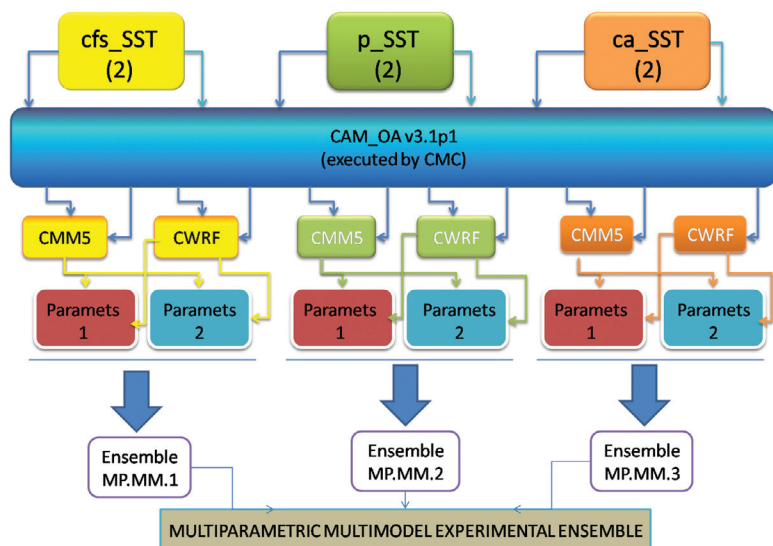 cfs_SST
(2)
p_SST
(2)
ca_SST
(2)
CAM_OA v3.1p1
(executed by CMC)
CMM5
CWRF
CMM5
CWRF
CMM5
CWRF
Paramets
1
Paramets
2
Paramets
1
Paramets
2
Paramets
1
Paramets
2
Ensemble
MP.MM.1
Ensemble
MP.MM.2
Ensemble
MP.MM.3
MULTIPARAMETRIC MULTIMODEL EXPERIMENTAL ENSEMBLE